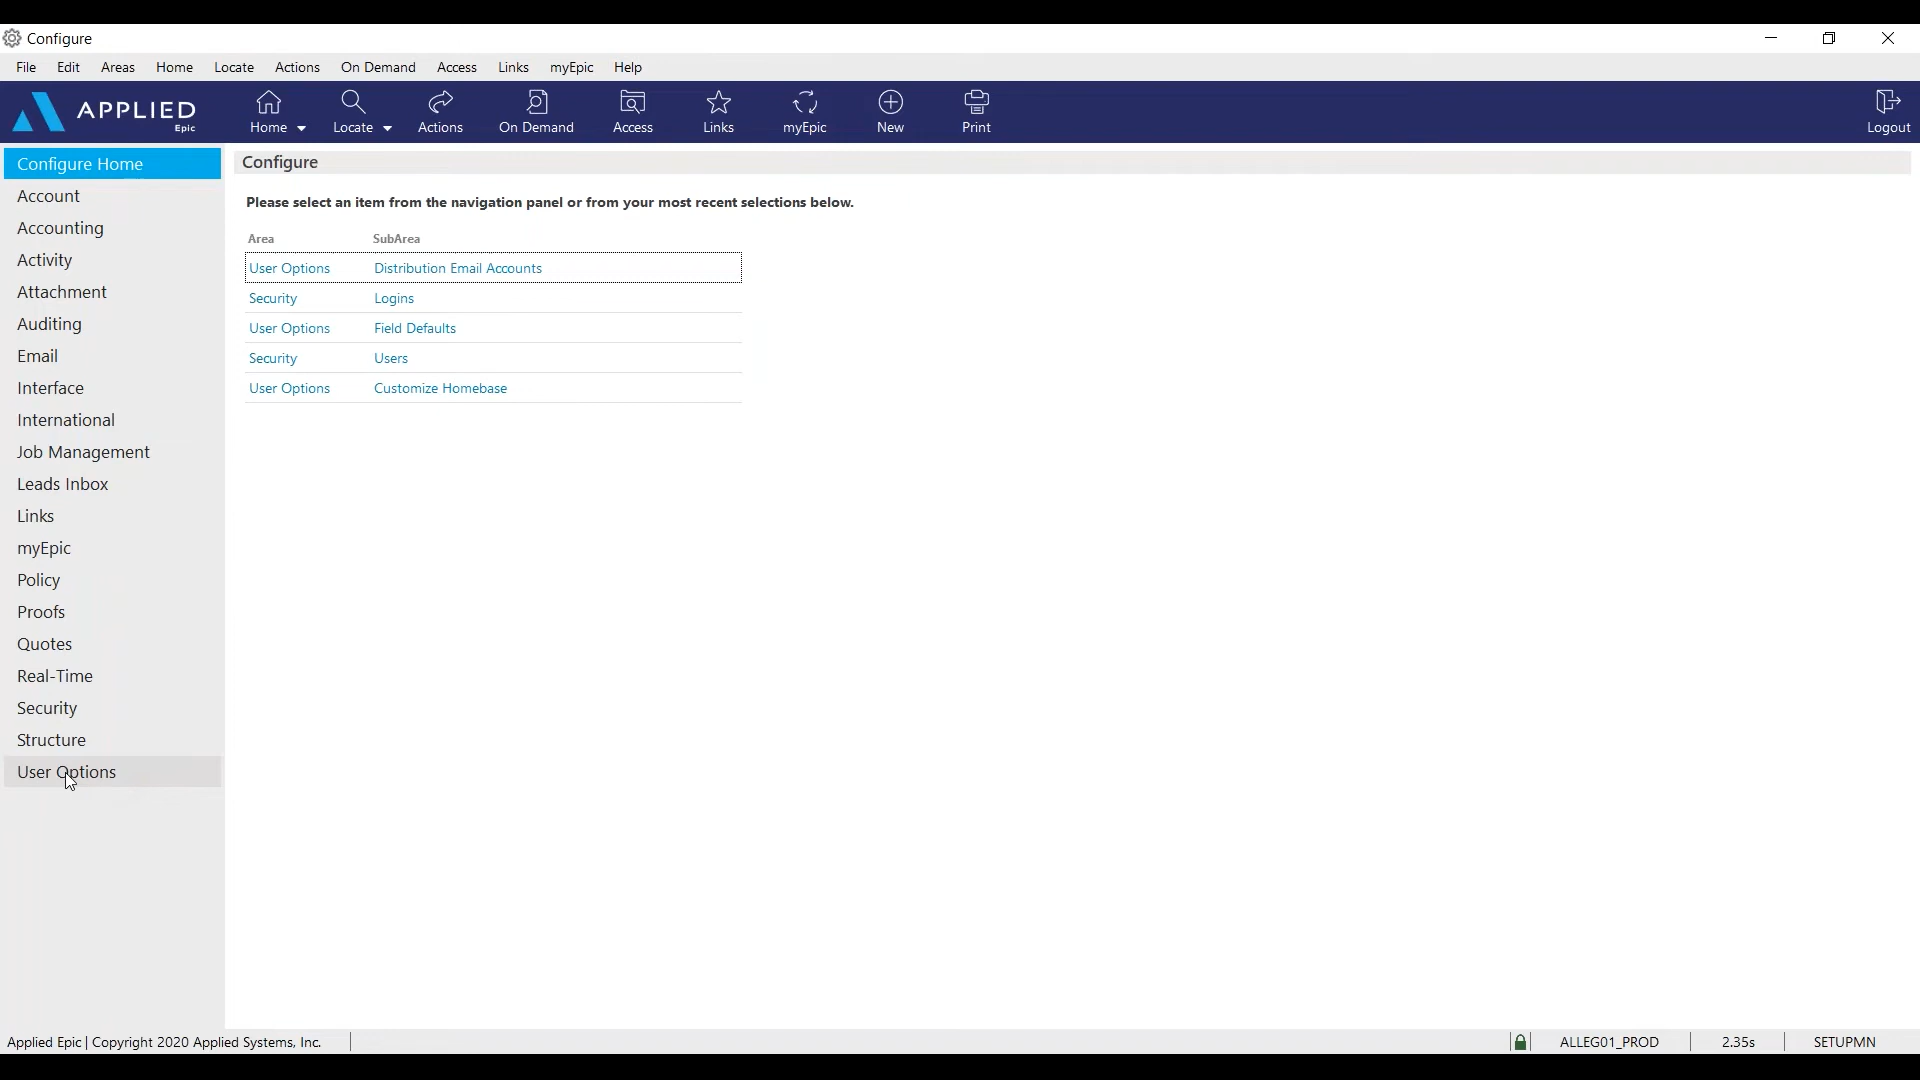 Configure
File Edit Areas Home Locate Actions On Demand Access Links myEpic Help
APPLIED
Epic
Home Locate Actions On Demand Access Links myEpic New Print Logout
Configure Home
Account
Accounting
Activity
Attachment
Auditing
Email
Interface
International
Job Management
Leads Inbox
Links
myEpic
Policy
Proofs
Quotes
Real-Time
Security
Structure
User Options
Configure
Please select an item from the navigation panel or from your most recent selections below.
Area SubArea
User Options Distribution Email Accounts
Security Logins
User Options Field Defaults
Security Users
User Options Customize Homebase
Applied Epic | Copyright 2020 Applied Systems, Inc. ALLEG01_PROD 2.35s SETUPMN